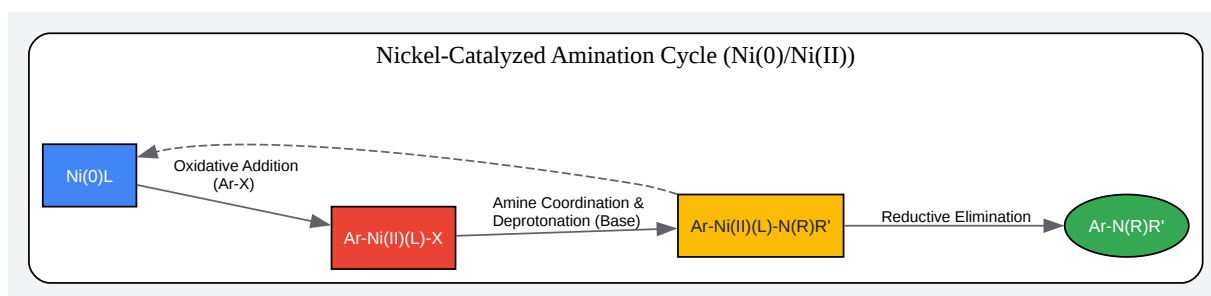 Nickel-Catalyzed Amination Cycle (Ni(0)/Ni(II))
Ni(0)L
Oxidative Addition
(Ar-X)
Ar-Ni(II)(L)-X
Amine Coordination &
Deprotonation (Base)
Ar-Ni(II)(L)-N(R)R'
Reductive Elimination
Ar-N(R)R'